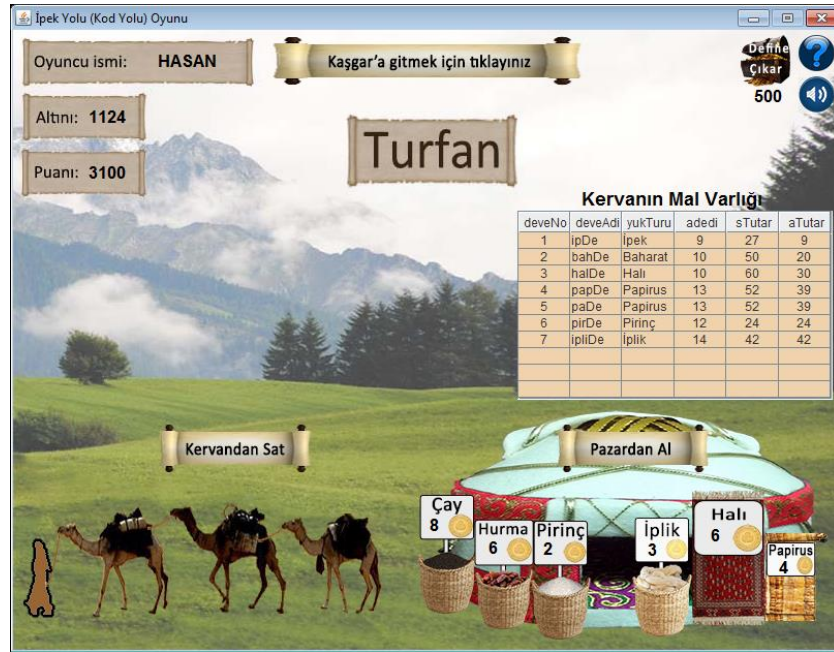 İpek Yolu (Kod Yolu) Oyunu
Oyuncu ismi: HASAN
Kaşgar'a gitmek için tıklayınız
Define
Çıkar
500
?
Altını: 1124
Puanı: 3100
Turfan
Kervanın Mal Varlığı
deveNo deveAdi yukTuru adedi sTutar aTutar
1 ipDe İpek 9 27 9
2 bahDe Baharat 10 50 20
3 halDe Halı 10 60 30
4 papDe Papirus 13 52 39
5 paDe Papirus 13 52 39
6 pirDe Pirinç 12 24 24
7 ipliDe İplik 14 42 42
Kervandan Sat
Pazardan Al
Çay
8
Hurma
6
Pirinç
2
İplik
3
Halı
6
Papirus
4